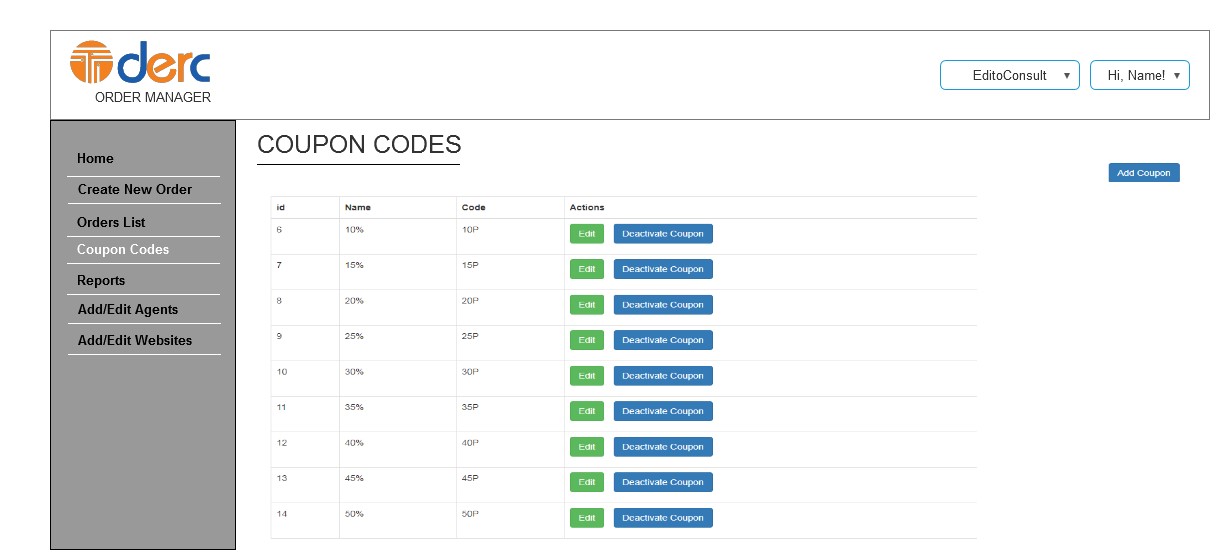 derc
ORDER MANAGER
EditoConsult ▼
Hi, Name! ▼
Home
Create New Order
Orders List
Coupon Codes
Reports
Add/Edit Agents
Add/Edit Websites
COUPON CODES
Add Coupon
id Name Code Actions
6 10% 10P Edit Deactivate Coupon
7 15% 15P Edit Deactivate Coupon
8 20% 20P Edit Deactivate Coupon
9 25% 25P Edit Deactivate Coupon
10 30% 30P Edit Deactivate Coupon
11 35% 35P Edit Deactivate Coupon
12 40% 40P Edit Deactivate Coupon
13 45% 45P Edit Deactivate Coupon
14 50% 50P Edit Deactivate Coupon